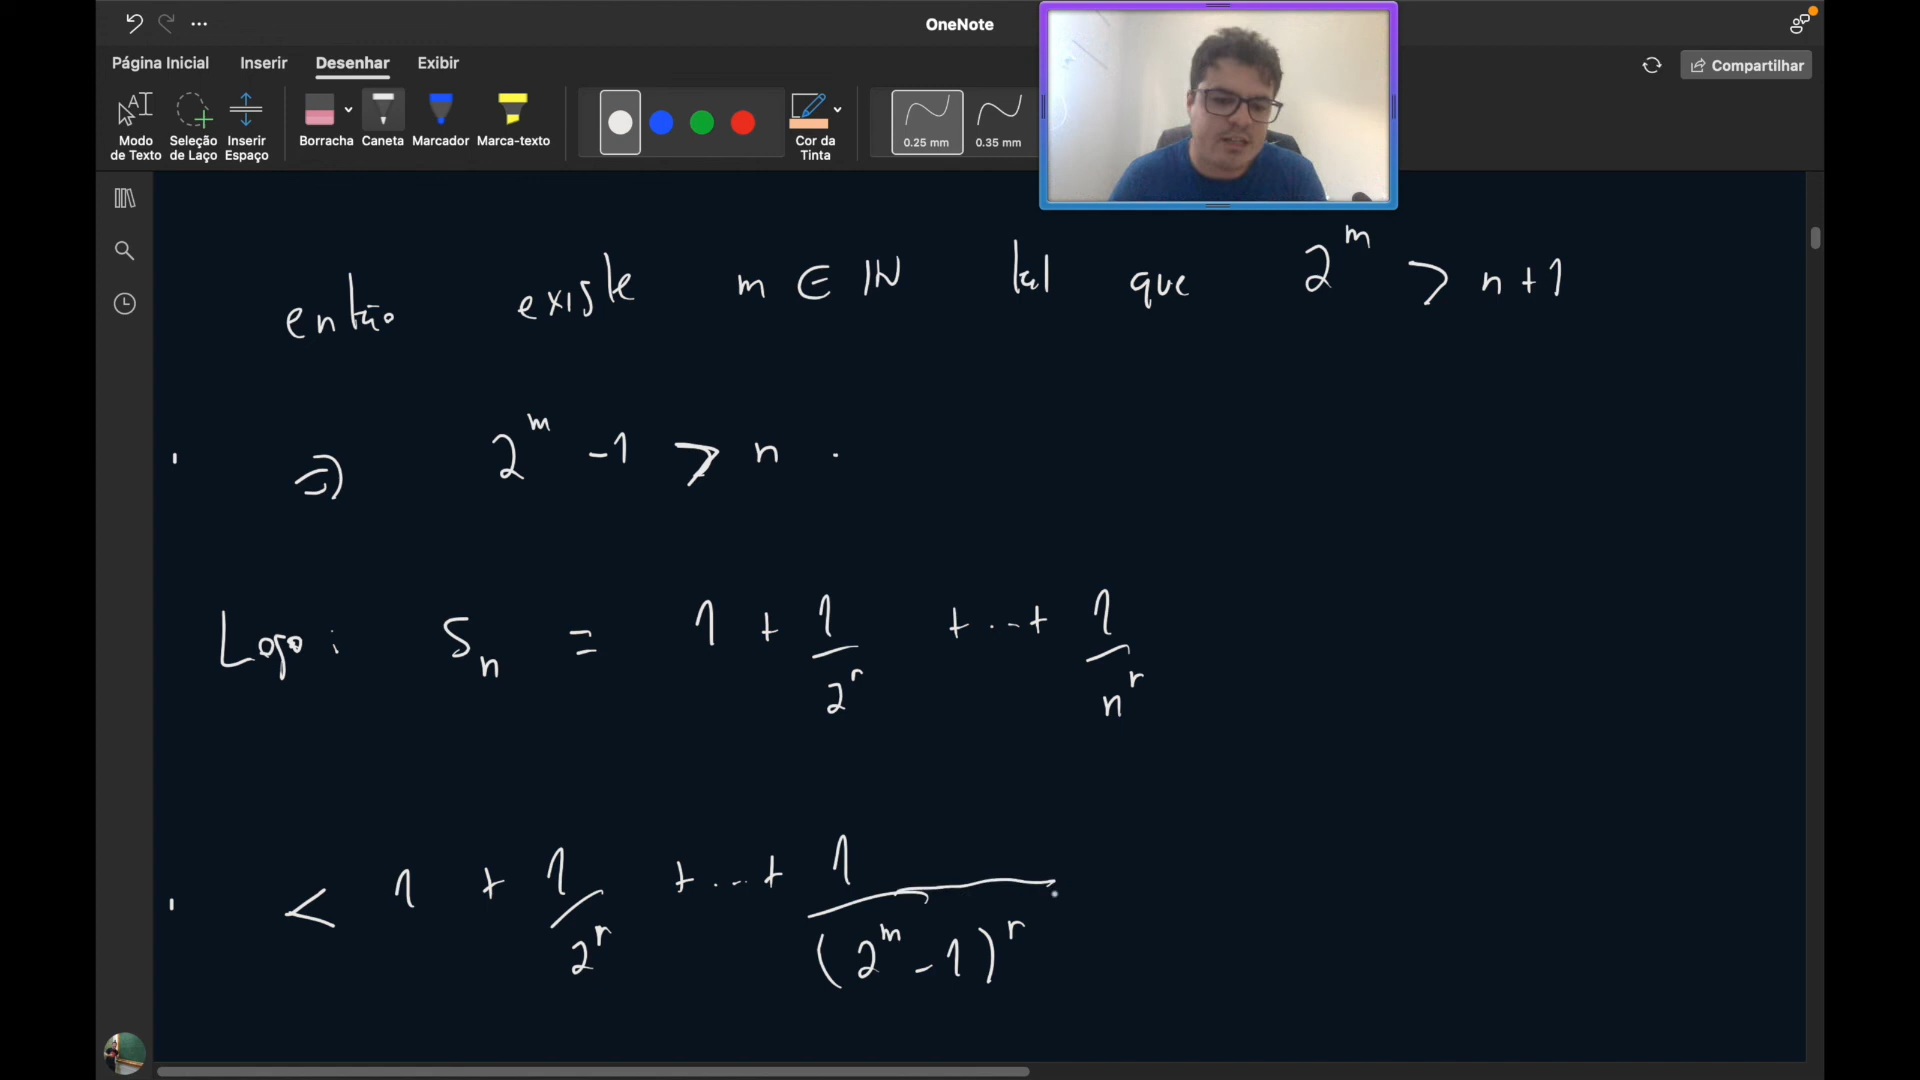 OneNote
Página Inicial Inserir Desenhar Exibir
Compartilhar
Modo de Texto Seleção de Laço Inserir Espaço Borracha Caneta Marcador Marca-texto Cor da Tinta 0.25 mm 0.35 mm
então existe m ∈ IN tal que 2^m > n+1
⇒ 2^m - 1 > n .
Logo: S_n = 1 + 1/2^r + ... + 1/n^r
< 1 + 1/2^r + ... + 1/(2^m - 1)^r